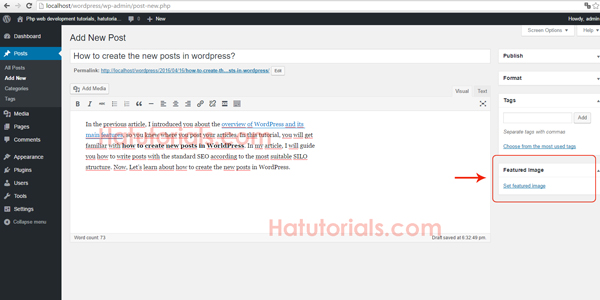 localhost/wordpress/wp-admin/post-new.php
Php web development tutorials, hatutoria... 0 + New Howdy, admin
Screen Options Help
Dashboard
Posts
All Posts
Add New
Categories
Tags
Media
Pages
Comments
Appearance
Plugins
Users
Tools
Settings
Collapse menu
Add New Post
How to create the new posts in wordpress?
Permalink: http://localhost/wordpress/2016/04/16/how-to-create-th...sts-in-wordpress/ Edit
Add Media
Visual Text
In the previous article, I introduced you about the overview of WordPress and its
main features, so you knew where you post your articles. In this tutorial, you will get
familiar with how to create new posts in WorldPress. In my article, I will guide
you how to write posts with the standard SEO according to the most suitable SILO
structure. Now, Let's learn about how to create the new posts in WordPress.
Hatutorials.com
Hatutorials.com
Word count: 73 Draft saved at 8:32:48 pm.
Publish
Format
Tags
Add
Separate tags with commas
Choose from the most used tags
Featured Image
Set featured image